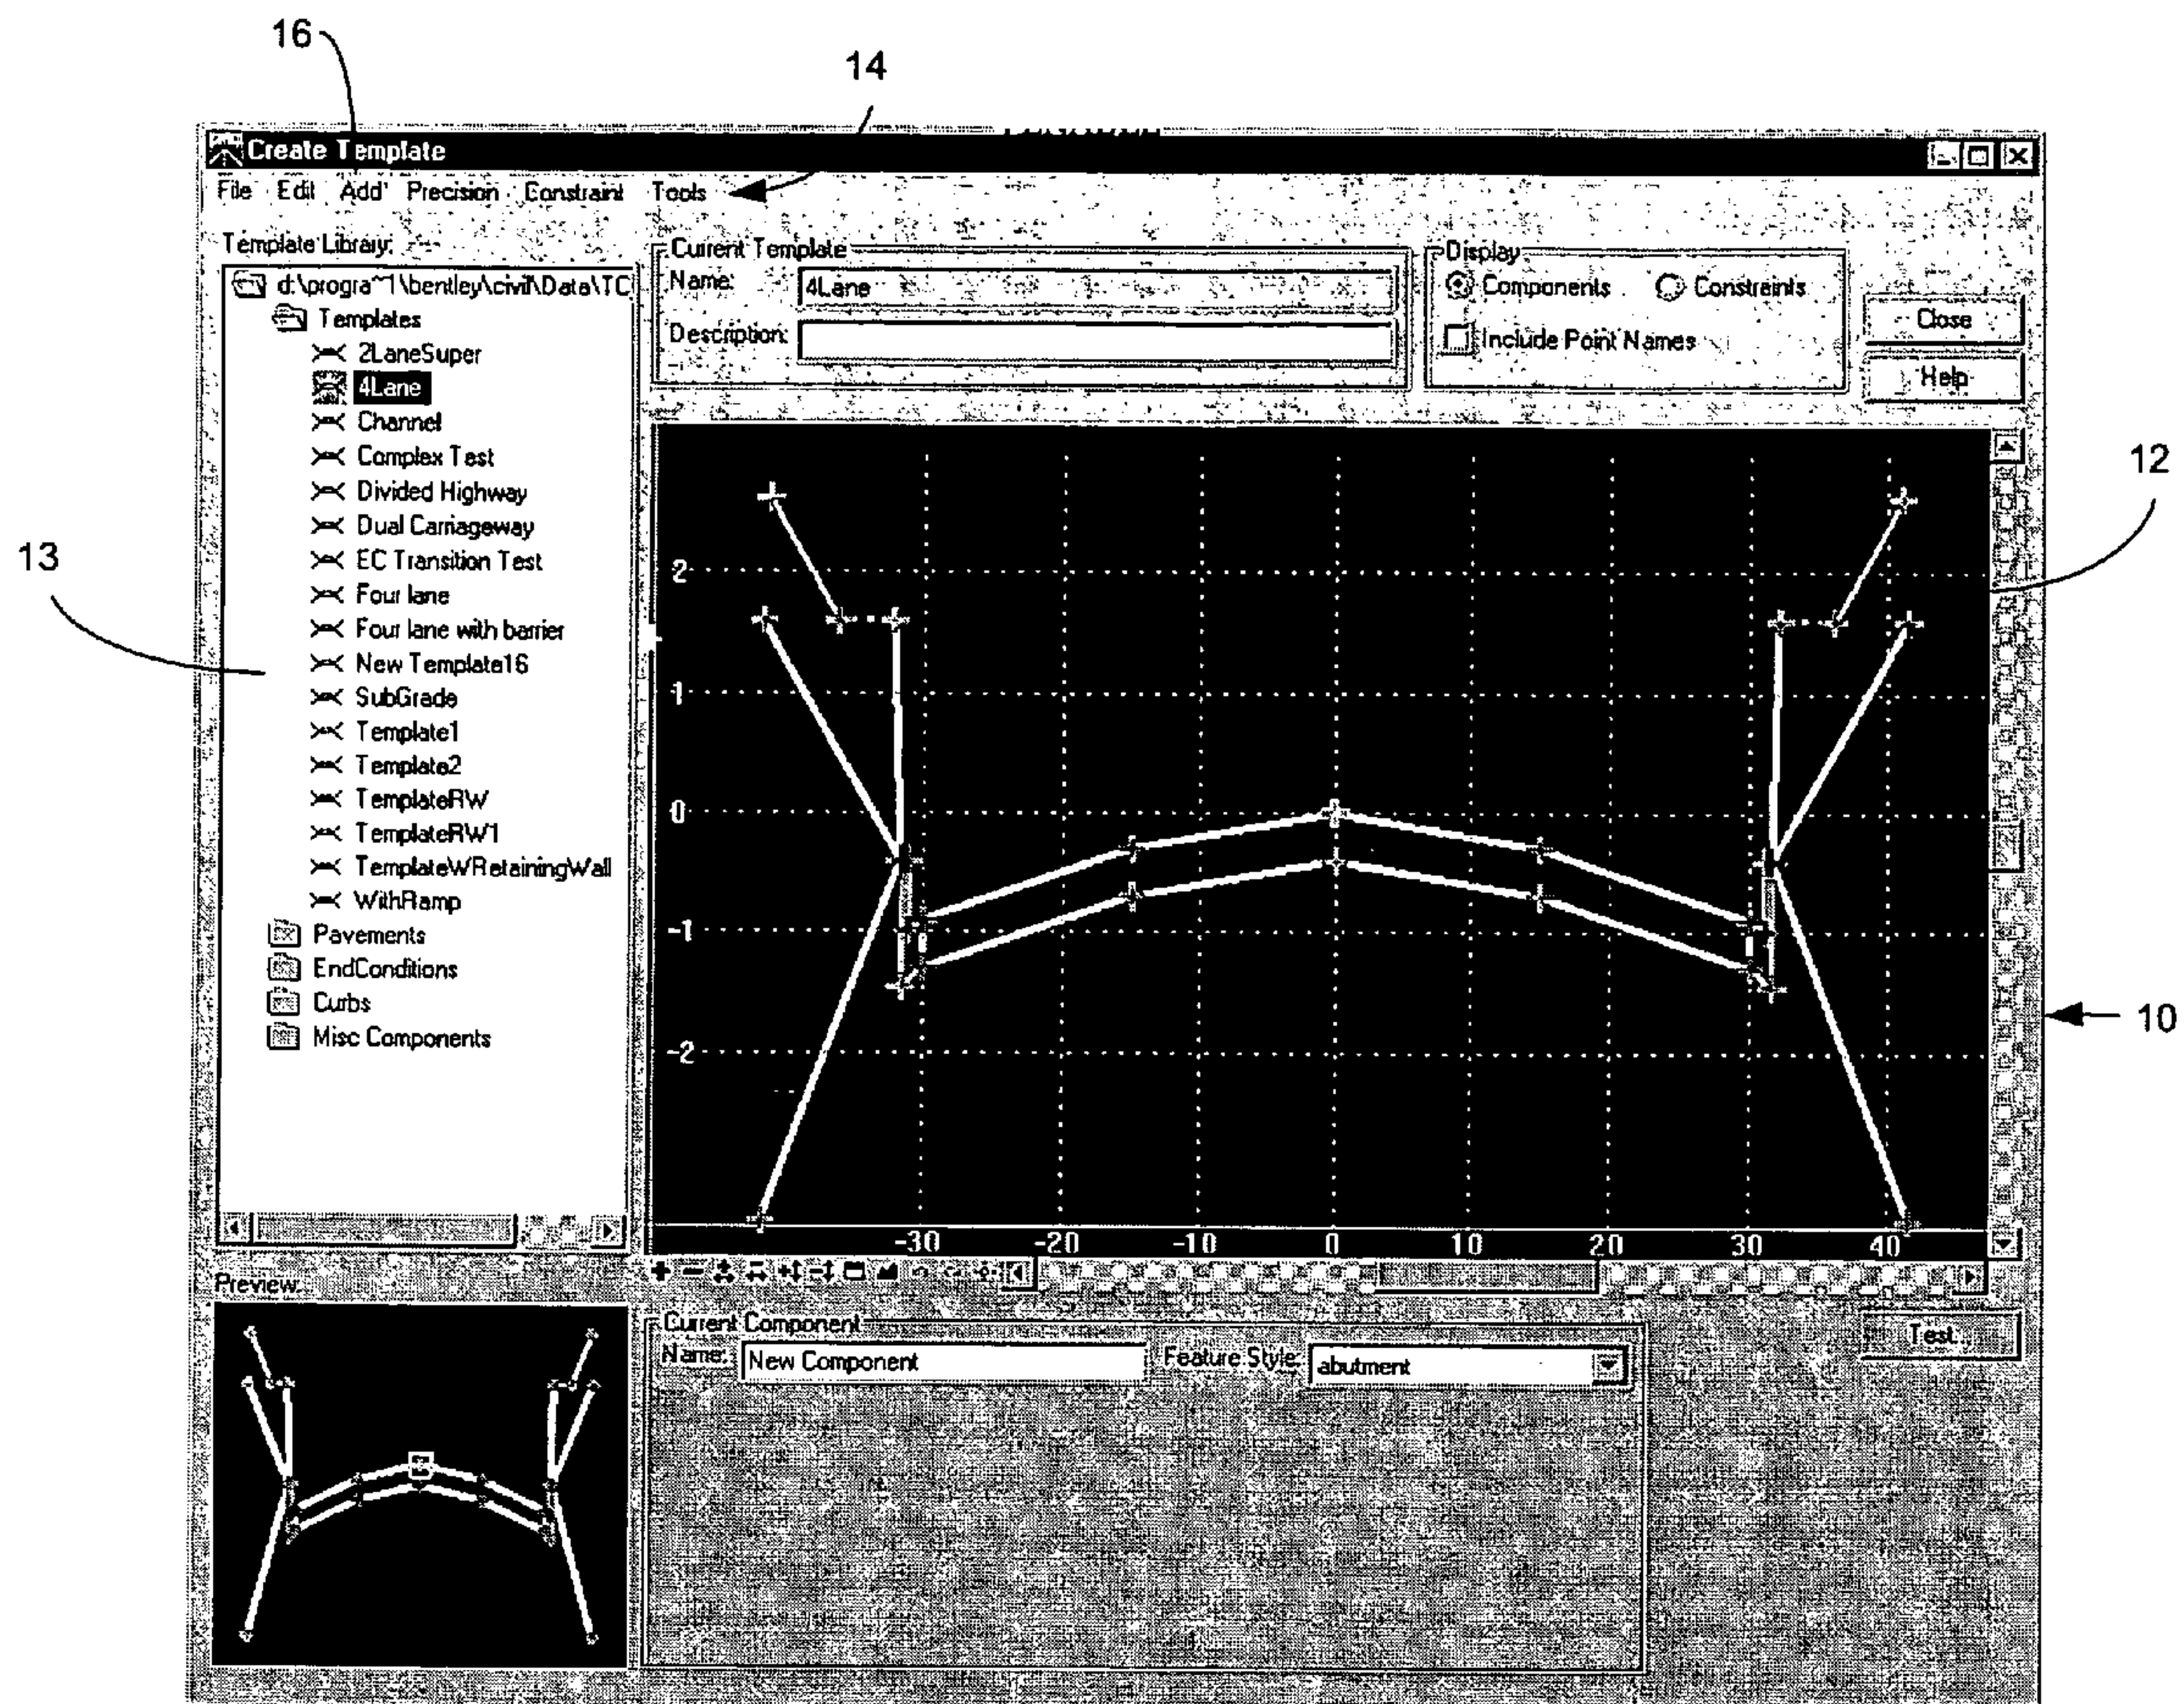 16
14
Create Template
File Edit Add Precision Constraint Tools
Template Library:
d:\progra~1\bentley\civil\Data\TC
Templates
2LaneSuper
4Lane
Channel
Complex Test
Divided Highway
Dual Carriageway
EC Transition Test
Four lane
Four lane with barrier
New Template16
SubGrade
Template1
Template2
TemplateRW
TemplateRW1
TemplateWRetainingWall
WithRamp
Pavements
EndConditions
Curbs
Misc Components
Current Template
Name: 4Lane
Description:
Display
Components Constraints
Include Point Names
Close
Help
12
13
10
2
1
0
-1
-2
-30 -20 -10 0 10 20 30 40
Preview:
Current Component
Name: New Component Feature Style: abutment
Test...